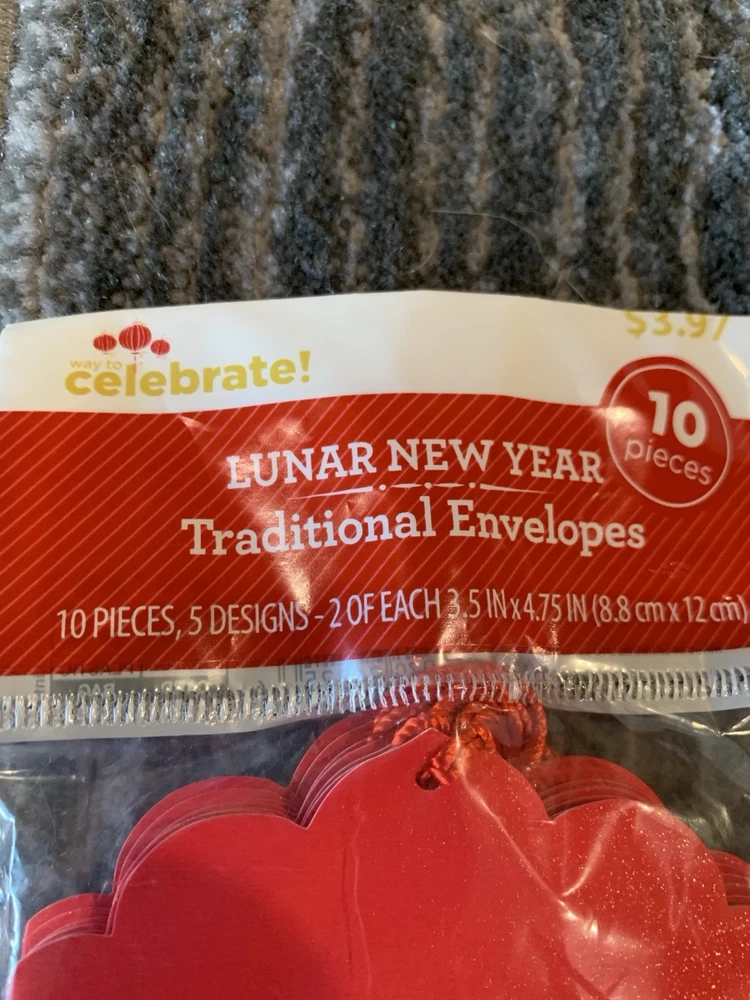 $3.97
way to
celebrate!
10
pieces
LUNAR NEW YEAR
Traditional Envelopes
10 PIECES, 5 DESIGNS - 2 OF EACH 3.5 IN x 4.75 IN (8.8 cm x 12 cm)